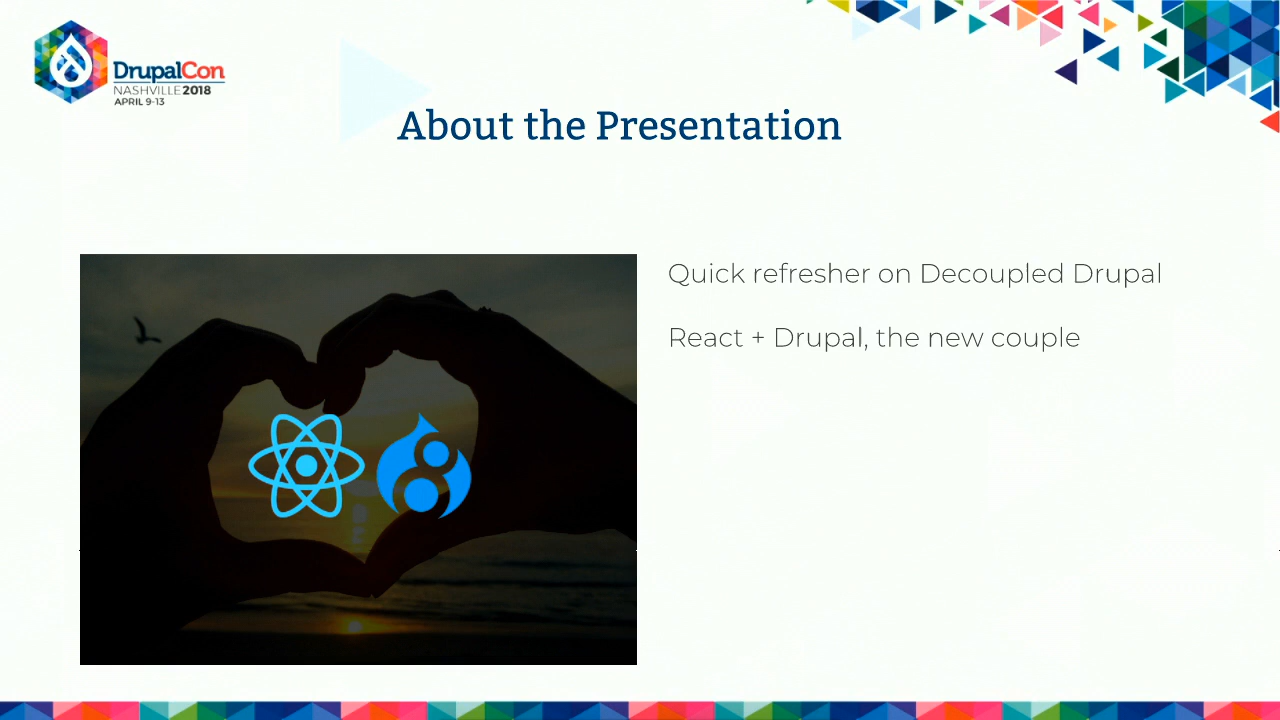 DrupalCon
NASHVILLE 2018
APRIL 9-13
About the Presentation
Quick refresher on Decoupled Drupal
React + Drupal, the new couple